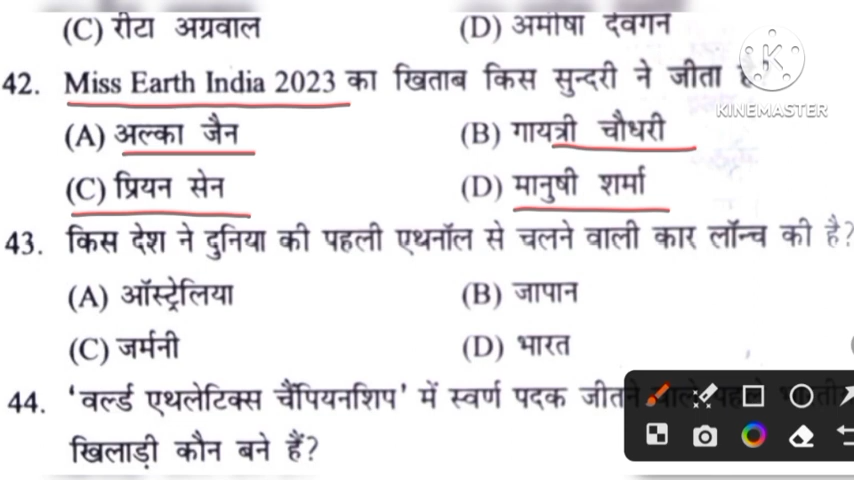 (C) रीटा अग्रवाल (D) अमोषा देवगन
42. Miss Earth India 2023 का खिताब किस सुन्दरी ने जीता है?
KINEMASTER
(A) अल्का जैन (B) गायत्री चौधरी
(C) प्रियन सेन (D) मानुषी शर्मा
43. किस देश ने दुनिया की पहली एथनॉल से चलने वाली कार लॉन्च की है?
(A) ऑस्ट्रेलिया (B) जापान
(C) जर्मनी (D) भारत
44. 'वर्ल्ड एथलेटिक्स चैंपियनशिप' में स्वर्ण पदक जीतने वाले पहले
खिलाड़ी कौन बने हैं?